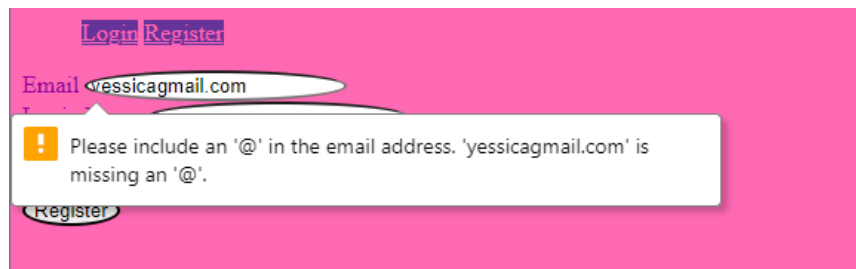 Login Register
Email yessicagmail.com
Please include an '@' in the email address. 'yessicagmail.com' is
missing an '@'.
Register